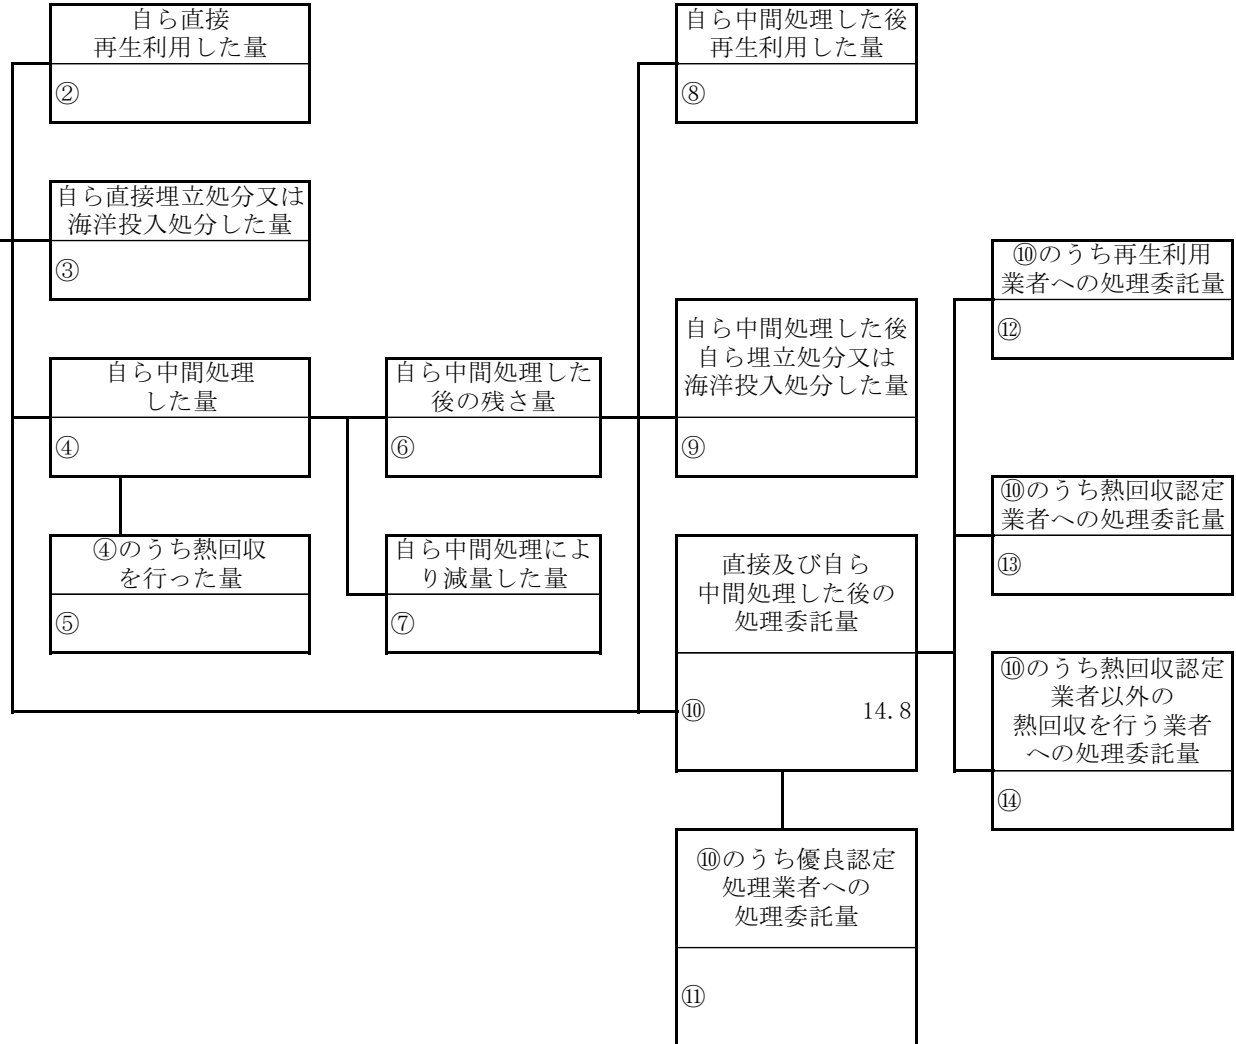 自ら直接
再生利用した量
②
自ら中間処理した後
再生利用した量
⑧
自ら直接埋立処分又は
海洋投入処分した量
③
⑩のうち再生利用
業者への処理委託量
⑫
自ら中間処理した後
自ら埋立処分又は
海洋投入処分した量
⑨
自ら中間処理
した量
④
自ら中間処理した
後の残さ量
⑥
⑩のうち熱回収認定
業者への処理委託量
⑬
④のうち熱回収
を行った量
⑤
自ら中間処理によ
り減量した量
⑦
直接及び自ら
中間処理した後の
処理委託量
⑩ 14.8
⑩のうち熱回収認定
業者以外の
熱回収を行う業者
への処理委託量
⑭
⑩のうち優良認定
処理業者への
処理委託量
⑪